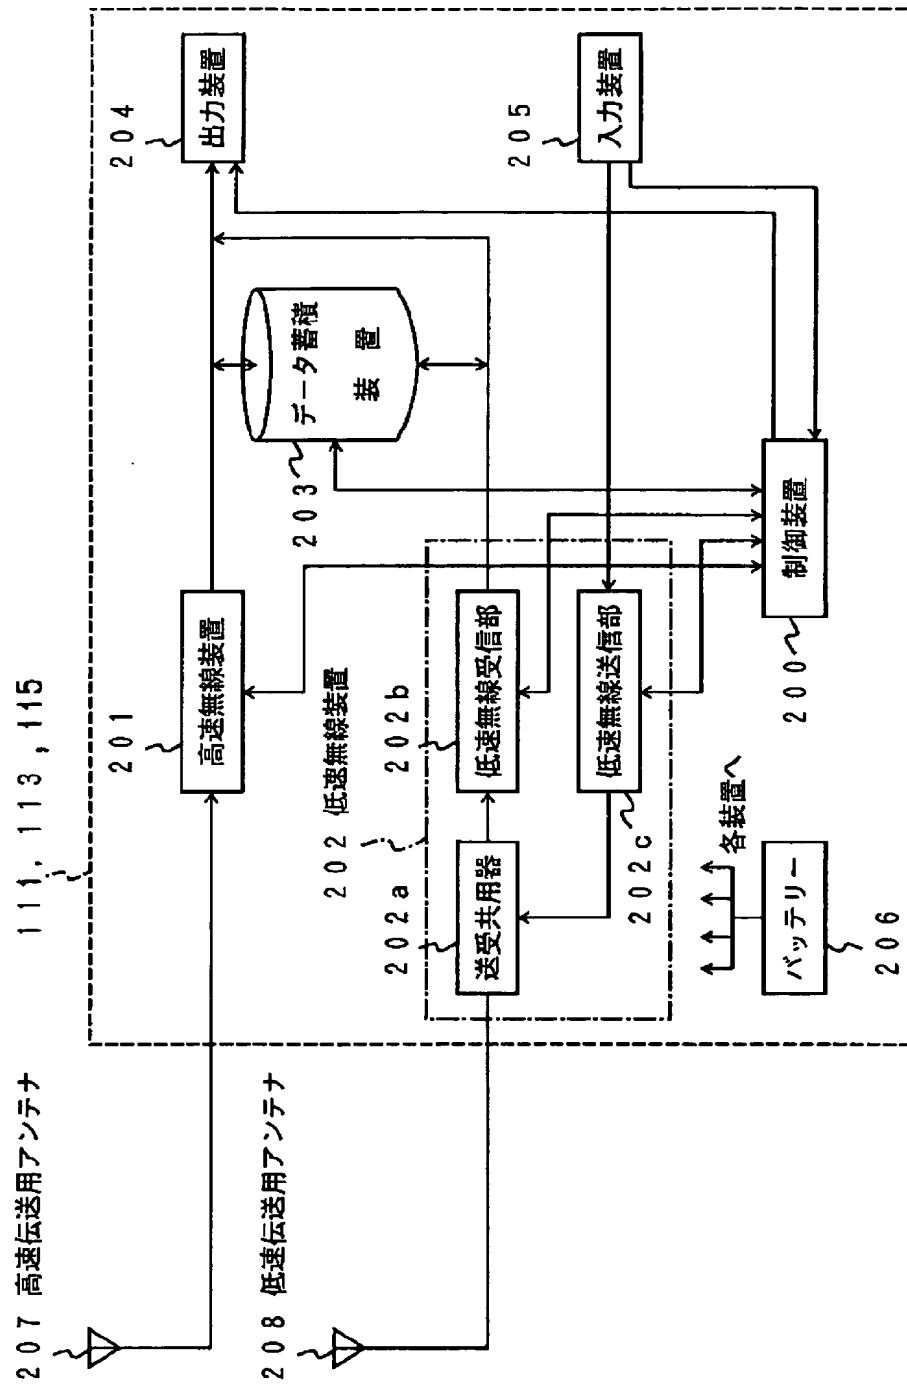 111, 113, 115
207 高速伝送用アンテナ
201
高速無線装置
204
出力装置
203
データ蓄積
装置
208 低速伝送用アンテナ
202 低速無線装置
202a
送受共用器
202b
低速無線受信部
202c
低速無線送信部
205
入力装置
各装置へ
バッテリー
206
200
制御装置